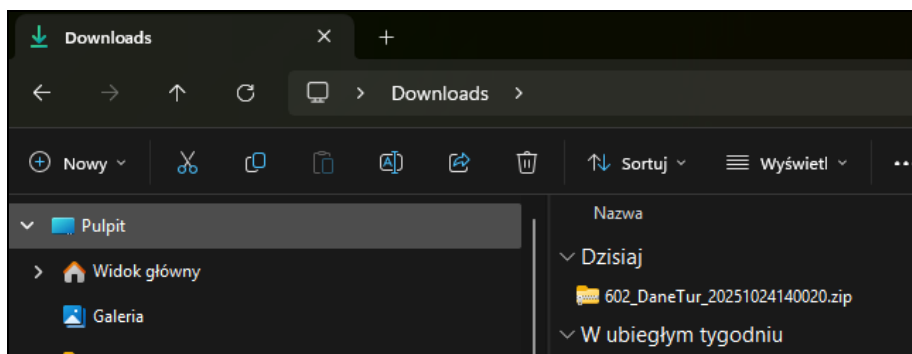 Downloads
Downloads
Nowy
Sortuj
Wyświetl
Pulpit
Nazwa
Widok główny
Dzisiaj
602_DaneTur_20251024140020.zip
Galeria
W ubiegłym tygodniu